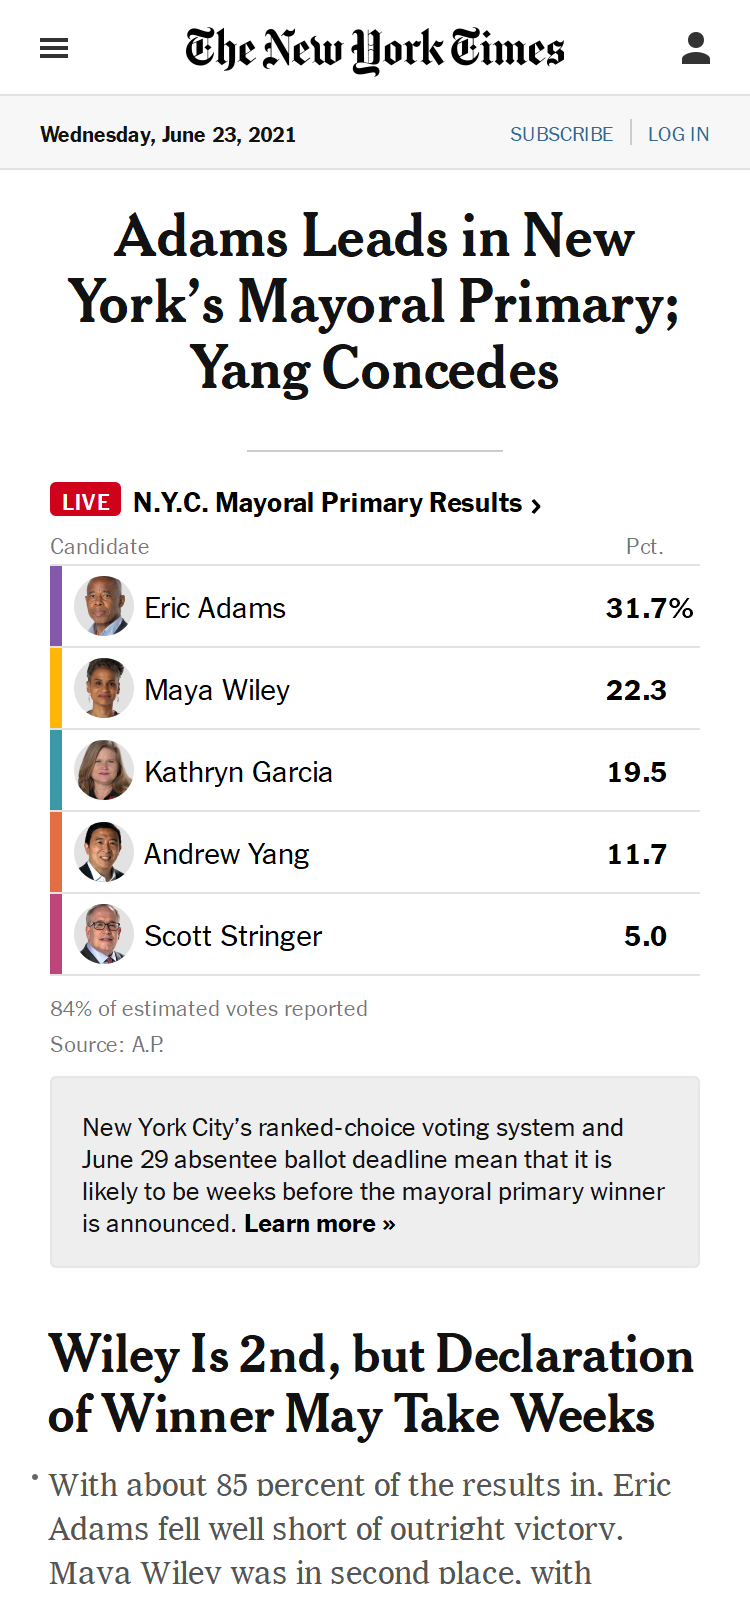 The New York Times
Wednesday, June 23, 2021
SUBSCRIBE
LOG IN
Adams Leads in New
York’s Mayoral Primary;
Yang Concedes
LIVE N.Y.C. Mayoral Primary Results ›
Candidate Pct.
Eric Adams 31.7%
Maya Wiley 22.3
Kathryn Garcia 19.5
Andrew Yang 11.7
Scott Stringer 5.0
84% of estimated votes reported
Source: A.P.
New York City’s ranked-choice voting system and
June 29 absentee ballot deadline mean that it is
likely to be weeks before the mayoral primary winner
is announced. Learn more »
Wiley Is 2nd, but Declaration
of Winner May Take Weeks
• With about 85 percent of the results in, Eric
Adams fell well short of outright victory.
Maya Wiley was in second place, with